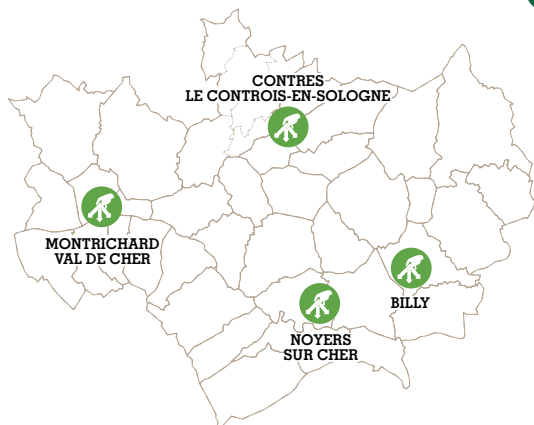 CONTRES
LE CONTROIS-EN-SOLOGNE
MONTRICHARD
VAL DE CHER
BILLY
NOYERS
SUR CHER